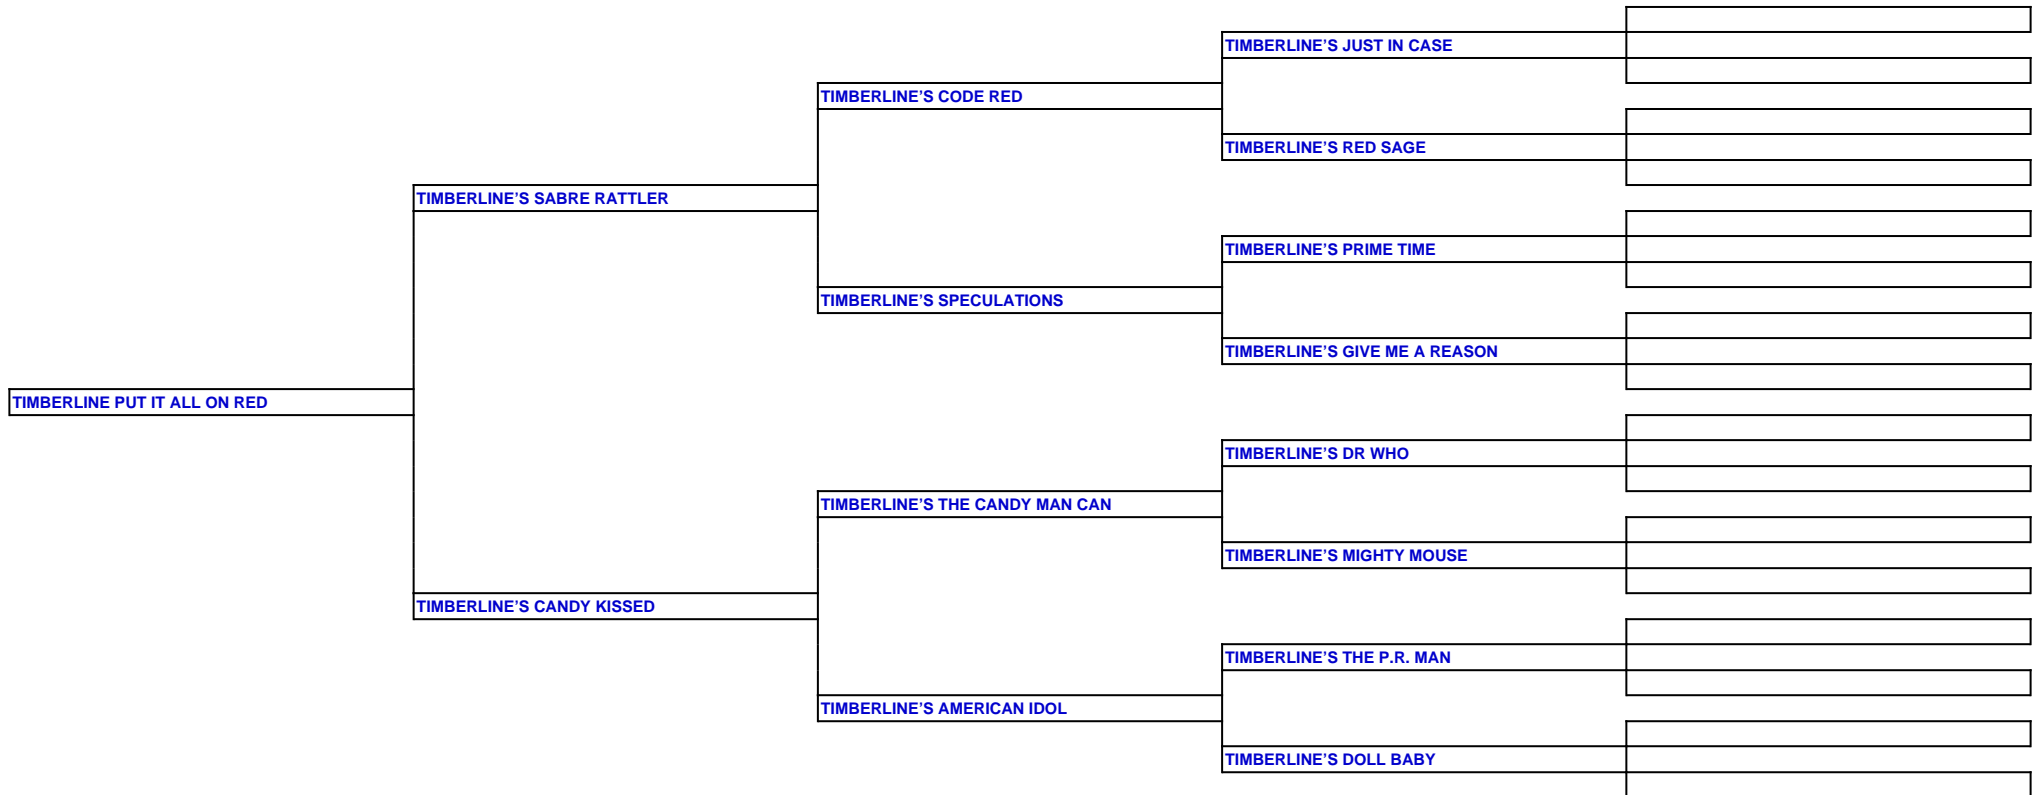 TIMBERLINE’S JUST IN CASE
TIMBERLINE’S CODE RED
TIMBERLINE’S RED SAGE
TIMBERLINE’S SABRE RATTLER
TIMBERLINE’S PRIME TIME
TIMBERLINE’S SPECULATIONS
TIMBERLINE’S GIVE ME A REASON
TIMBERLINE PUT IT ALL ON RED
TIMBERLINE’S DR WHO
TIMBERLINE’S THE CANDY MAN CAN
TIMBERLINE’S MIGHTY MOUSE
TIMBERLINE’S CANDY KISSED
TIMBERLINE’S THE P.R. MAN
TIMBERLINE’S AMERICAN IDOL
TIMBERLINE’S DOLL BABY